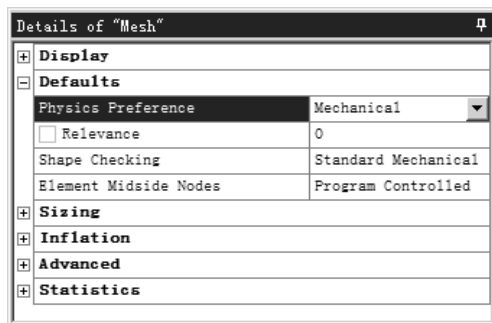 Details of "Mesh"
Display
Defaults
Physics Preference Mechanical
Relevance 0
Shape Checking Standard Mechanical
Element Midside Nodes Program Controlled
Sizing
Inflation
Advanced
Statistics